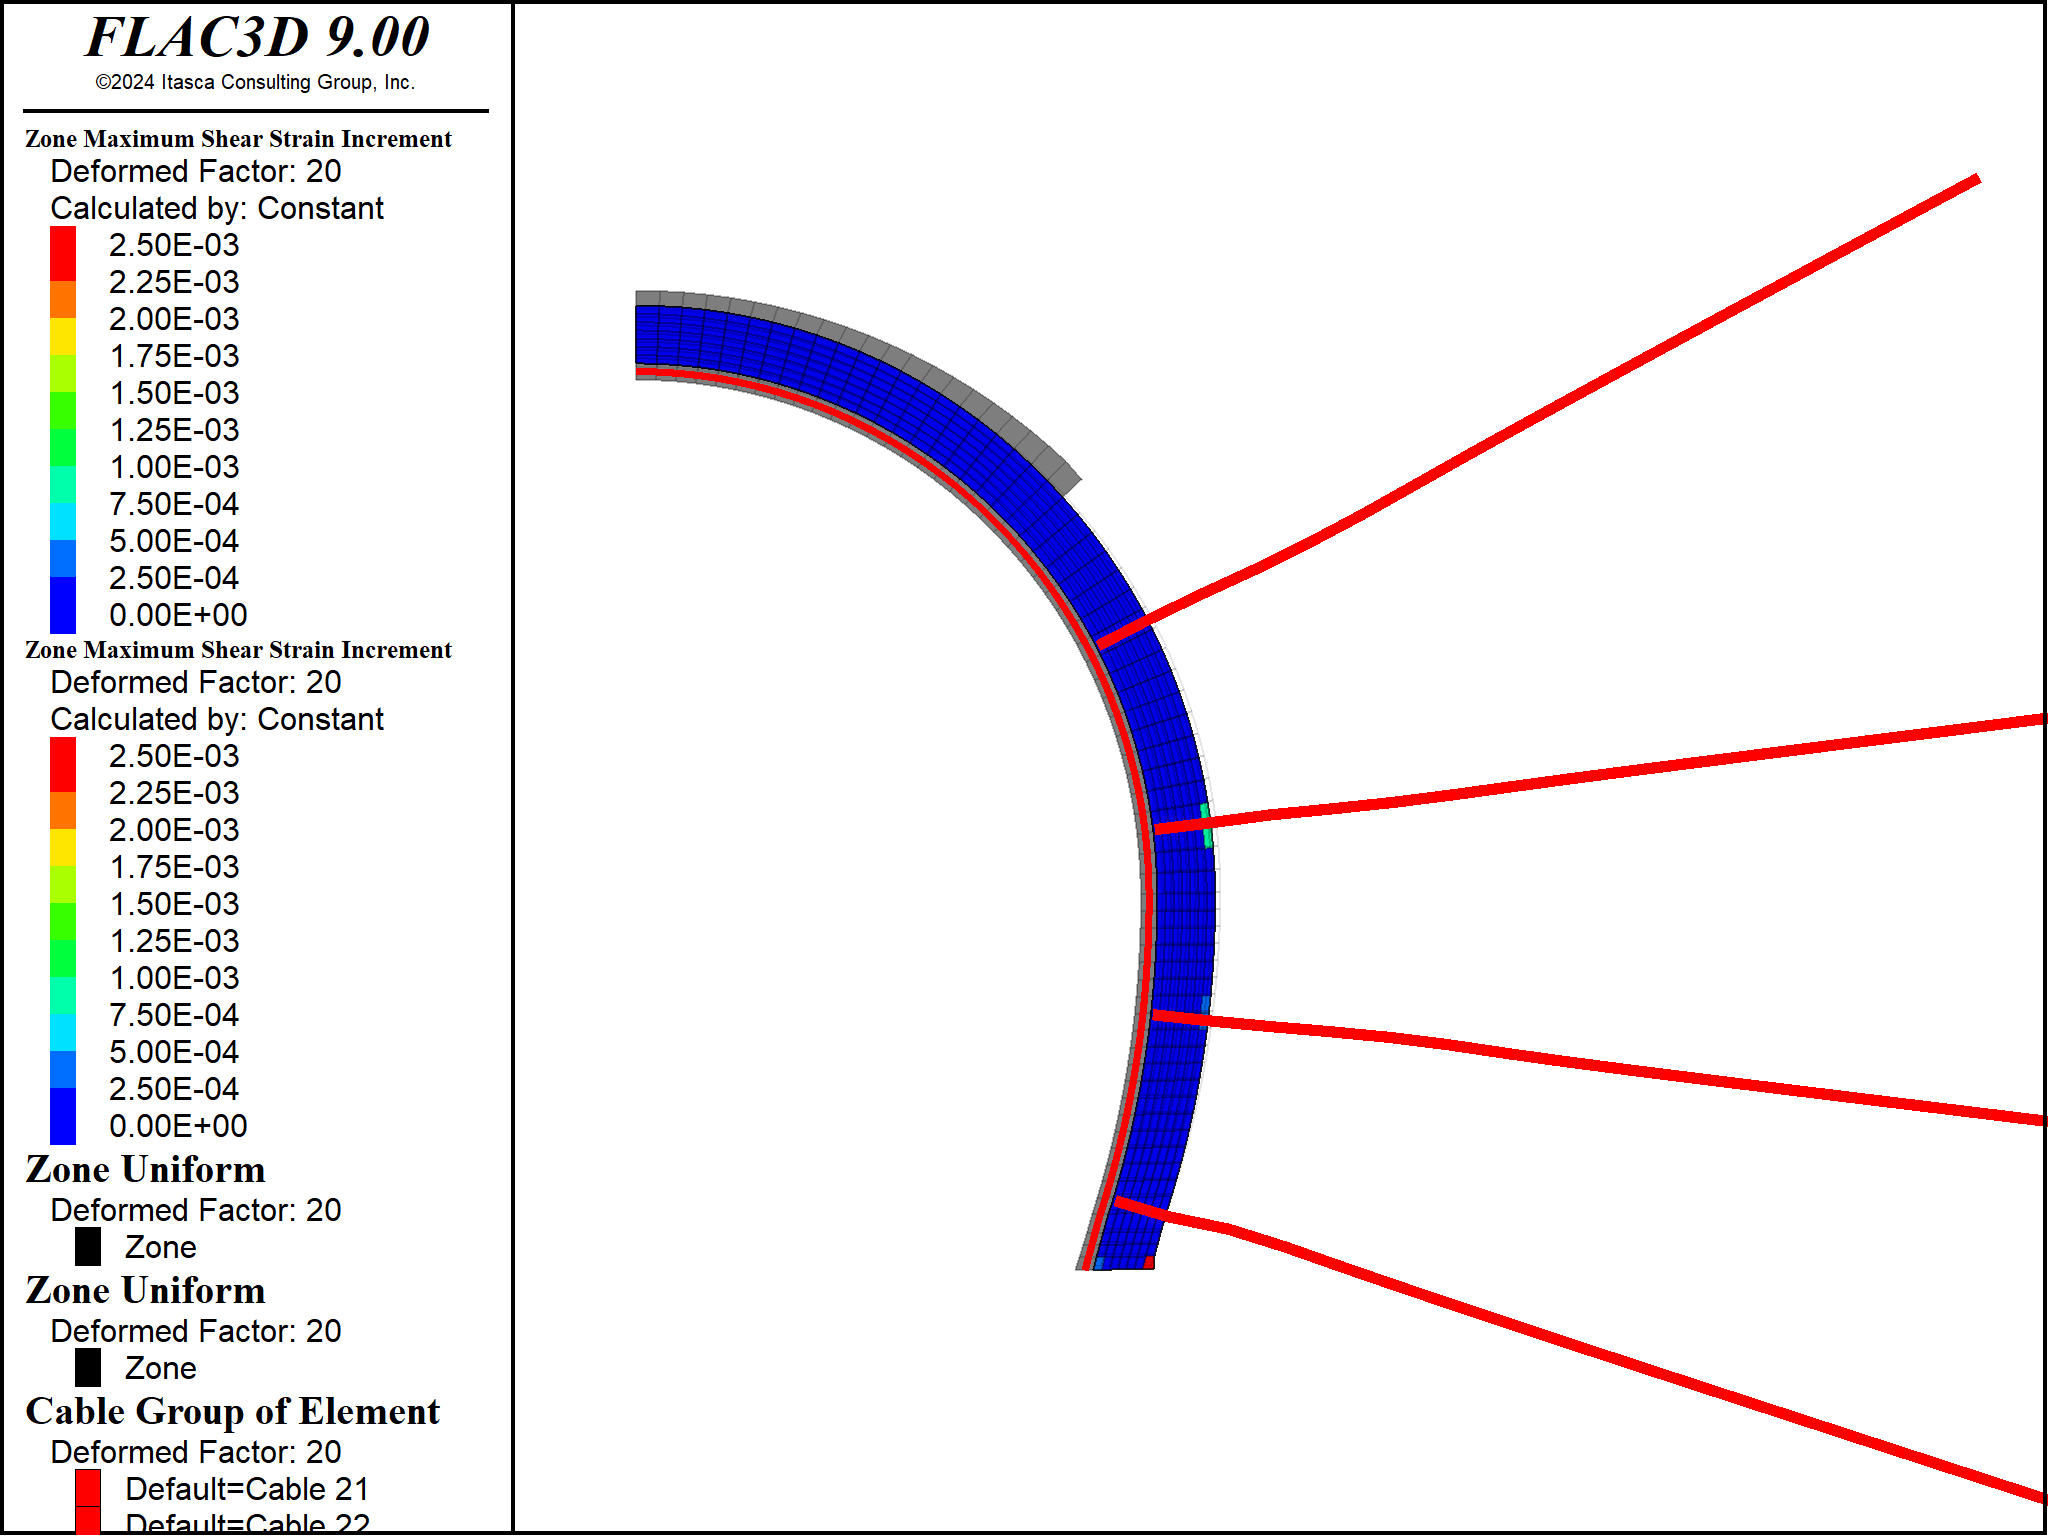 FLAC3D 9.00
©2024 Itasca Consulting Group, Inc.
Zone Maximum Shear Strain Increment
Deformed Factor: 20
Calculated by: Constant
2.50E-03
2.25E-03
2.00E-03
1.75E-03
1.50E-03
1.25E-03
1.00E-03
7.50E-04
5.00E-04
2.50E-04
0.00E+00
Zone Maximum Shear Strain Increment
Deformed Factor: 20
Calculated by: Constant
2.50E-03
2.25E-03
2.00E-03
1.75E-03
1.50E-03
1.25E-03
1.00E-03
7.50E-04
5.00E-04
2.50E-04
0.00E+00
Zone Uniform
Deformed Factor: 20
Zone
Zone Uniform
Deformed Factor: 20
Zone
Cable Group of Element
Deformed Factor: 20
Default=Cable 21
Default=Cable 22